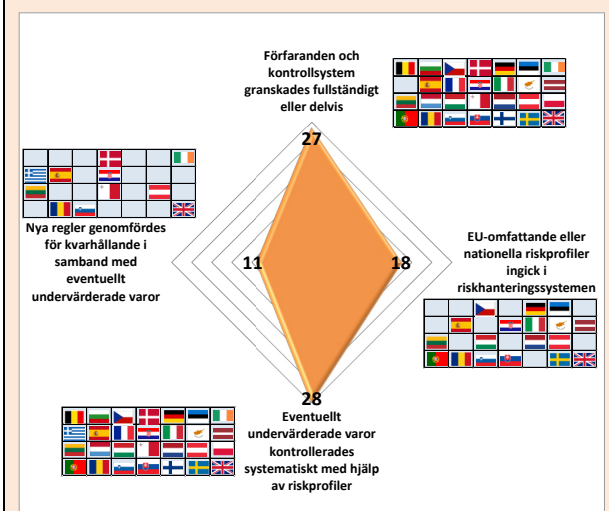 Förfaranden och
kontrollsystem
granskades fullständigt
eller delvis
27
Nya regler genomfördes
för kvarhållande i
samband med
eventuellt
undervärderade varor
11
18
EU-omfattande eller
nationella riskprofiler
ingick i
riskhanteringssystemen
28
Eventuellt
undervärderade varor
kontrollerades
systematiskt med hjälp
av riskprofiler